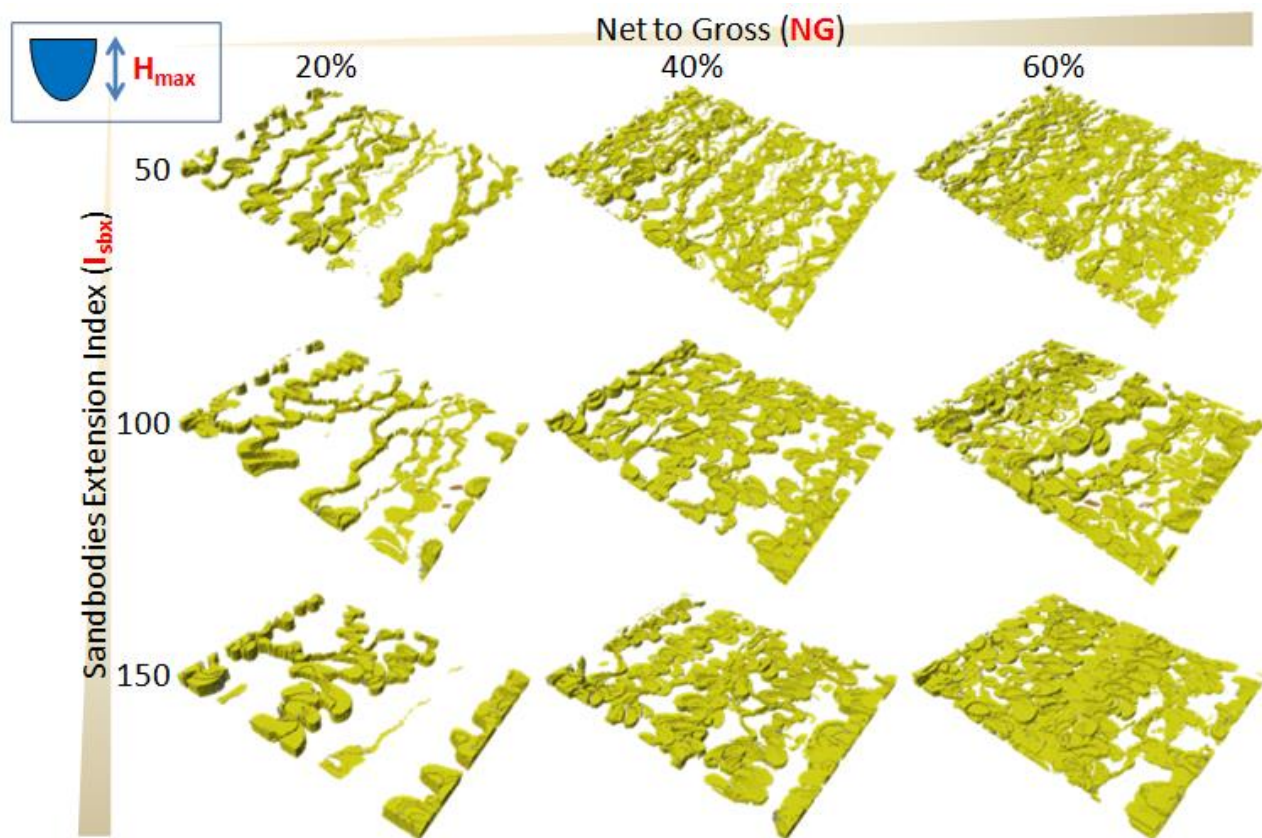 Net to Gross (NG)
Hmax
20% 40% 60%
50
100
150
Sandbodies Extension Index (Isbx)